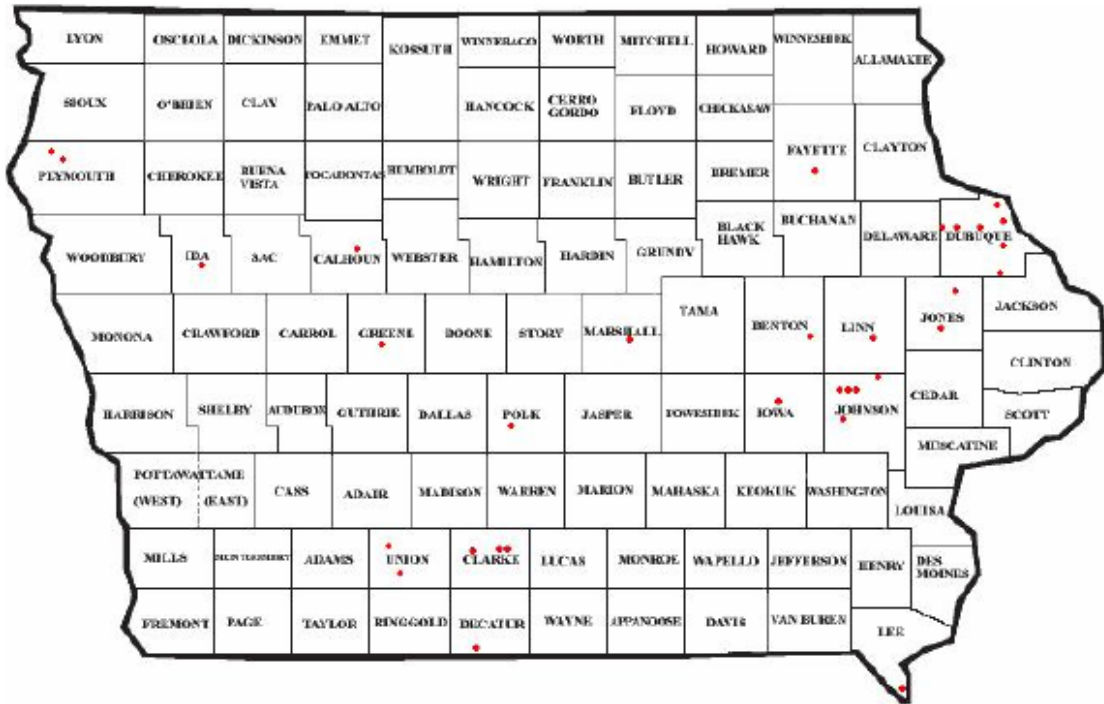 LYON OSCEOLA DICKINSON EMMET KOSSUTH WINNEBAGO WORTH MITCHELL HOWARD WINNESHIEK ALLAMAKEE
SIOUX O'BRIEN CLAY PALO ALTO HANCOCK CERRO GORDO FLOYD CHICKASAW
PLYMOUTH CHEROKEE BUENA VISTA POCAHONTAS HUMBOLDT WRIGHT FRANKLIN BUTLER BREMER FAYETTE CLAYTON
WOODBURY IDA SAC CALHOUN WEBSTER HAMILTON HARDIN GRUNDY BLACK HAWK BUCHANAN DELAWARE DUBUQUE
MONONA CRAWFORD CARROL GREENE BOONE STORY MARSHALL TAMA BENTON LINN JONES JACKSON
CLINTON
HARRISON SHELBY AUDUBON GUTHRIE DALLAS POLK JASPER POWESHIEK IOWA JOHNSON CEDAR SCOTT
MUSCATINE
POTTAWATTAME
(WEST) (EAST) CASS ADAIR MADISON WARREN MARION MAHASKA KEOKUK WASHINGTON LOUISA
MILLS MONTGOMERY ADAMS UNION CLARKE LUCAS MONROE WAPELLO JEFFERSON HENRY DES MOINES
FREMONT PAGE TAYLOR RINGGOLD DECATUR WAYNE APPANOOSE DAVIS VAN BUREN LEE